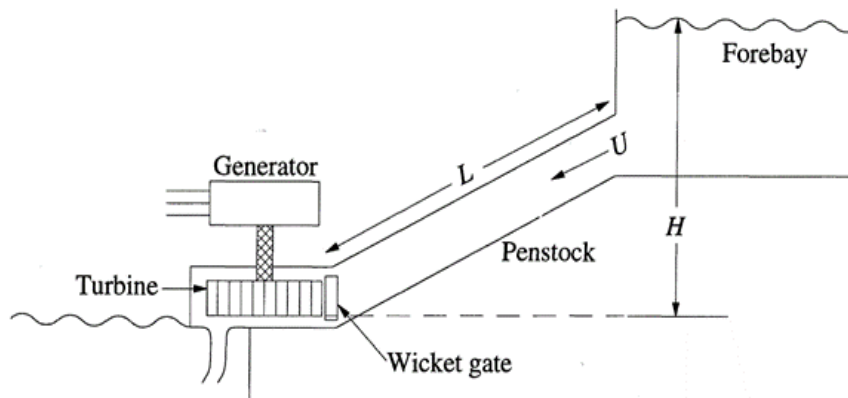 Forebay
U
Generator
L
H
Penstock
Turbine
Wicket gate